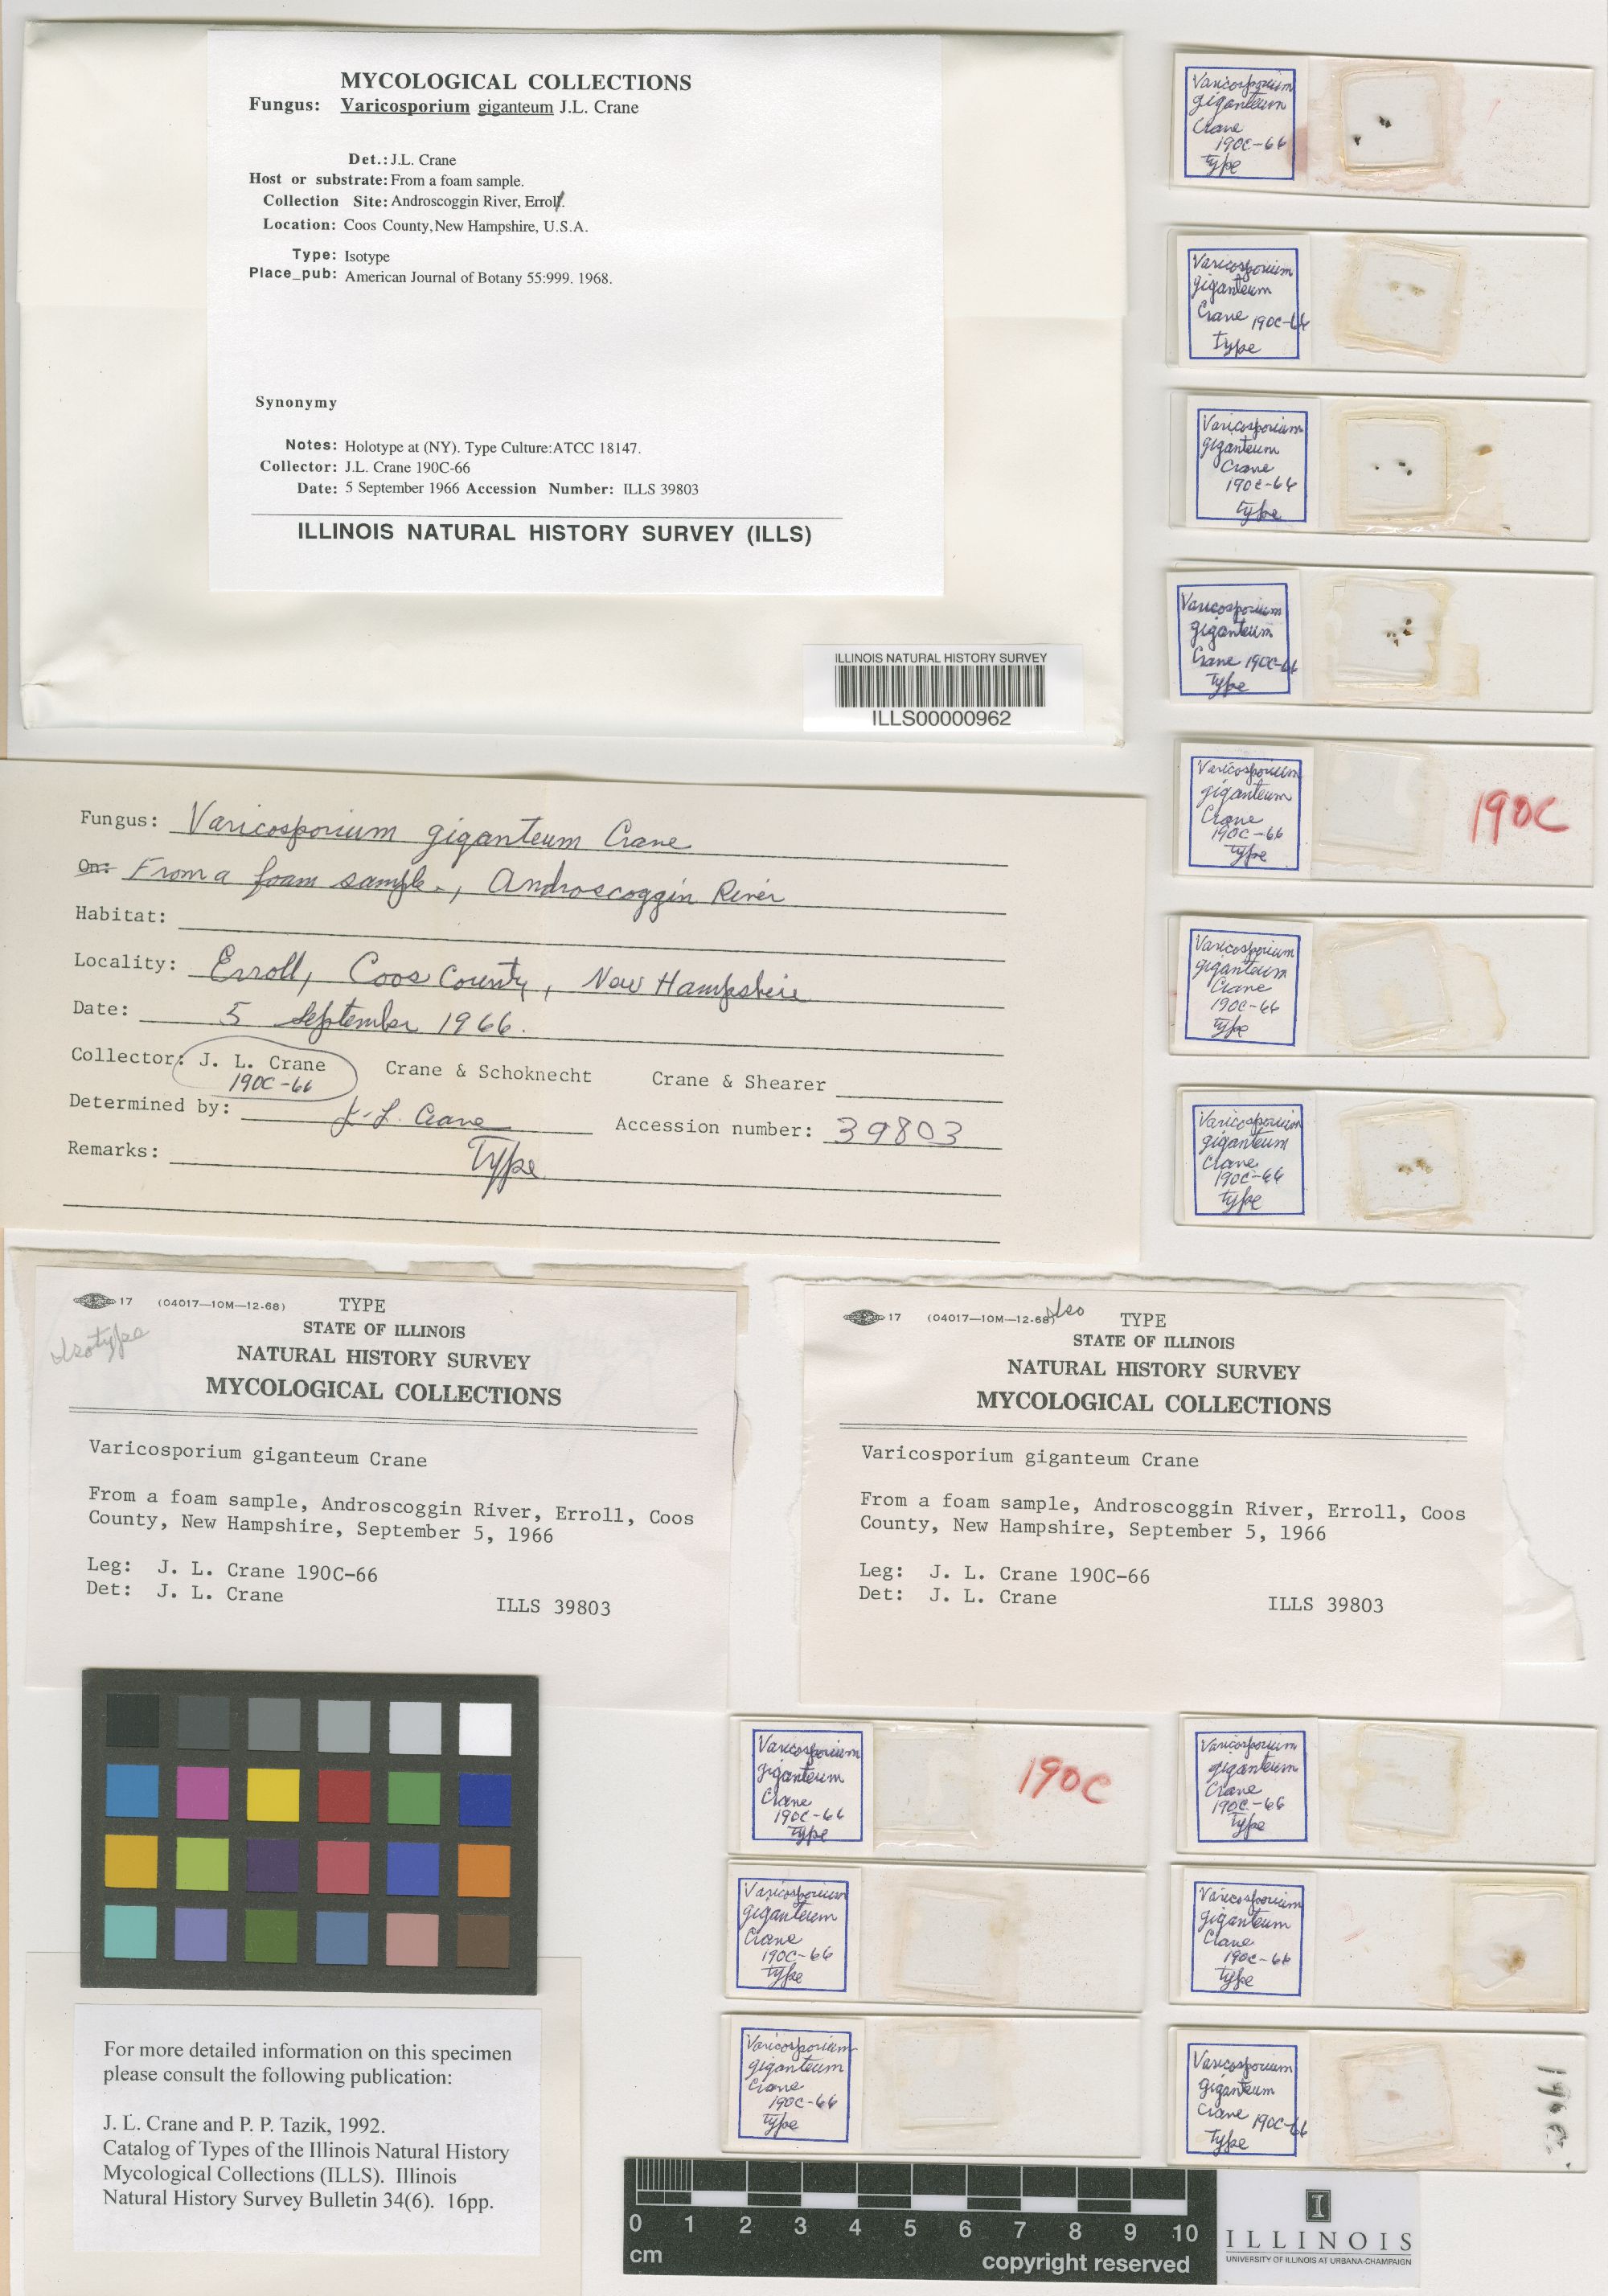 MYCOLOGICAL COLLECTIONS
Fungus: Varicosporium giganteum J.L. Crane
Det.: J.L. Crane
Host or substrate: From a foam sample.
Collection Site: Androscoggin River, Erroll.
Location: Coos County, New Hampshire, U.S.A.
Type: Isotype
Place_pub: American Journal of Botany 55:999. 1968.
Synonymy
Notes: Holotype at (NY). Type Culture:ATCC 18147.
Collector: J.L. Crane 190C-66
Date: 5 September 1966 Accession Number: ILLS 39803
ILLINOIS NATURAL HISTORY SURVEY (ILLS)
ILLINOIS NATURAL HISTORY SURVEY
ILLS00000962
Fungus: Varicosporium giganteum Crane
On: From a foam sample., Androscoggin River
Habitat:
Locality: Erroll, Coos County, New Hampshire
Date: 5 September 1966.
Collector: J. L. Crane Crane & Schoknecht Crane & Shearer
190C-66
Determined by: J. L. Crane Accession number: 39803
Remarks: Type
17 (04017—10M—12-68) TYPE
Isotype
STATE OF ILLINOIS
NATURAL HISTORY SURVEY
MYCOLOGICAL COLLECTIONS
Varicosporium giganteum Crane
From a foam sample, Androscoggin River, Erroll, Coos
County, New Hampshire, September 5, 1966
Leg: J. L. Crane 190C-66
Det: J. L. Crane
ILLS 39803
17 (04017—10M—12-68) Iso TYPE
STATE OF ILLINOIS
NATURAL HISTORY SURVEY
MYCOLOGICAL COLLECTIONS
Varicosporium giganteum Crane
From a foam sample, Androscoggin River, Erroll, Coos
County, New Hampshire, September 5, 1966
Leg: J. L. Crane 190C-66
Det: J. L. Crane
ILLS 39803
Varicosporium
giganteum
Crane
190C-66
Type
Varicosporium
giganteum
Crane 190C-66
Type
Varicosporium
giganteum
Crane
190C-66
Type
Varicosporium
giganteum
Crane 190C-66
Type
Varicosporium
giganteum
Crane
190C-66
Type
190C
Varicosporium
giganteum
Crane
190C-66
Type
Varicosporium
giganteum
Crane
190C-66
Type
Varicosporium
giganteum
Crane
190C-66
Type
190C
Varicosporium
giganteum
Crane
190C-66
Type
Varicosporium
giganteum
Crane
190C-66
Type
Varicosporium
giganteum
Crane
190C-66
Type
Varicosporium
giganteum
Crane
190C-66
Type
Varicosporium
giganteum
Crane 190C-66
Type
For more detailed information on this specimen
please consult the following publication:
J. L. Crane and P. P. Tazik, 1992.
Catalog of Types of the Illinois Natural History
Mycological Collections (ILLS). Illinois
Natural History Survey Bulletin 34(6). 16pp.
0 1 2 3 4 5 6 7 8 9 10
cm copyright reserved
I
ILLINOIS
UNIVERSITY OF ILLINOIS AT URBANA-CHAMPAIGN